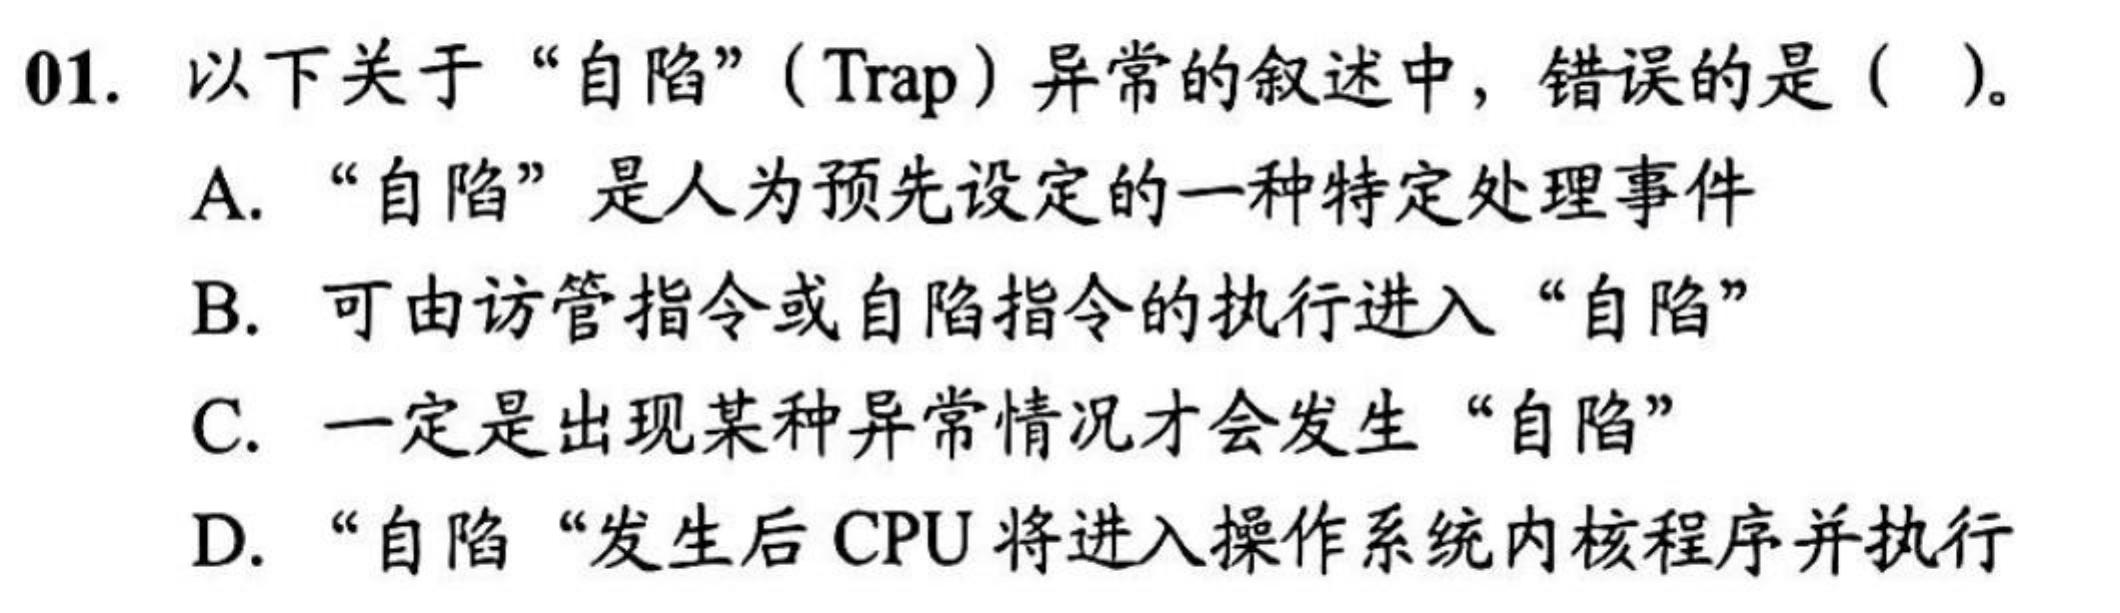 01. 以下关于“自陷”（Trap）异常的叙述中，错误的是（ ）。
A. “自陷”是人为预先设定的一种特定处理事件
B. 可由访管指令或自陷指令的执行进入“自陷”
C. 一定是出现某种异常情况才会发生“自陷”
D. “自陷“发生后 CPU 将进入操作系统内核程序并执行